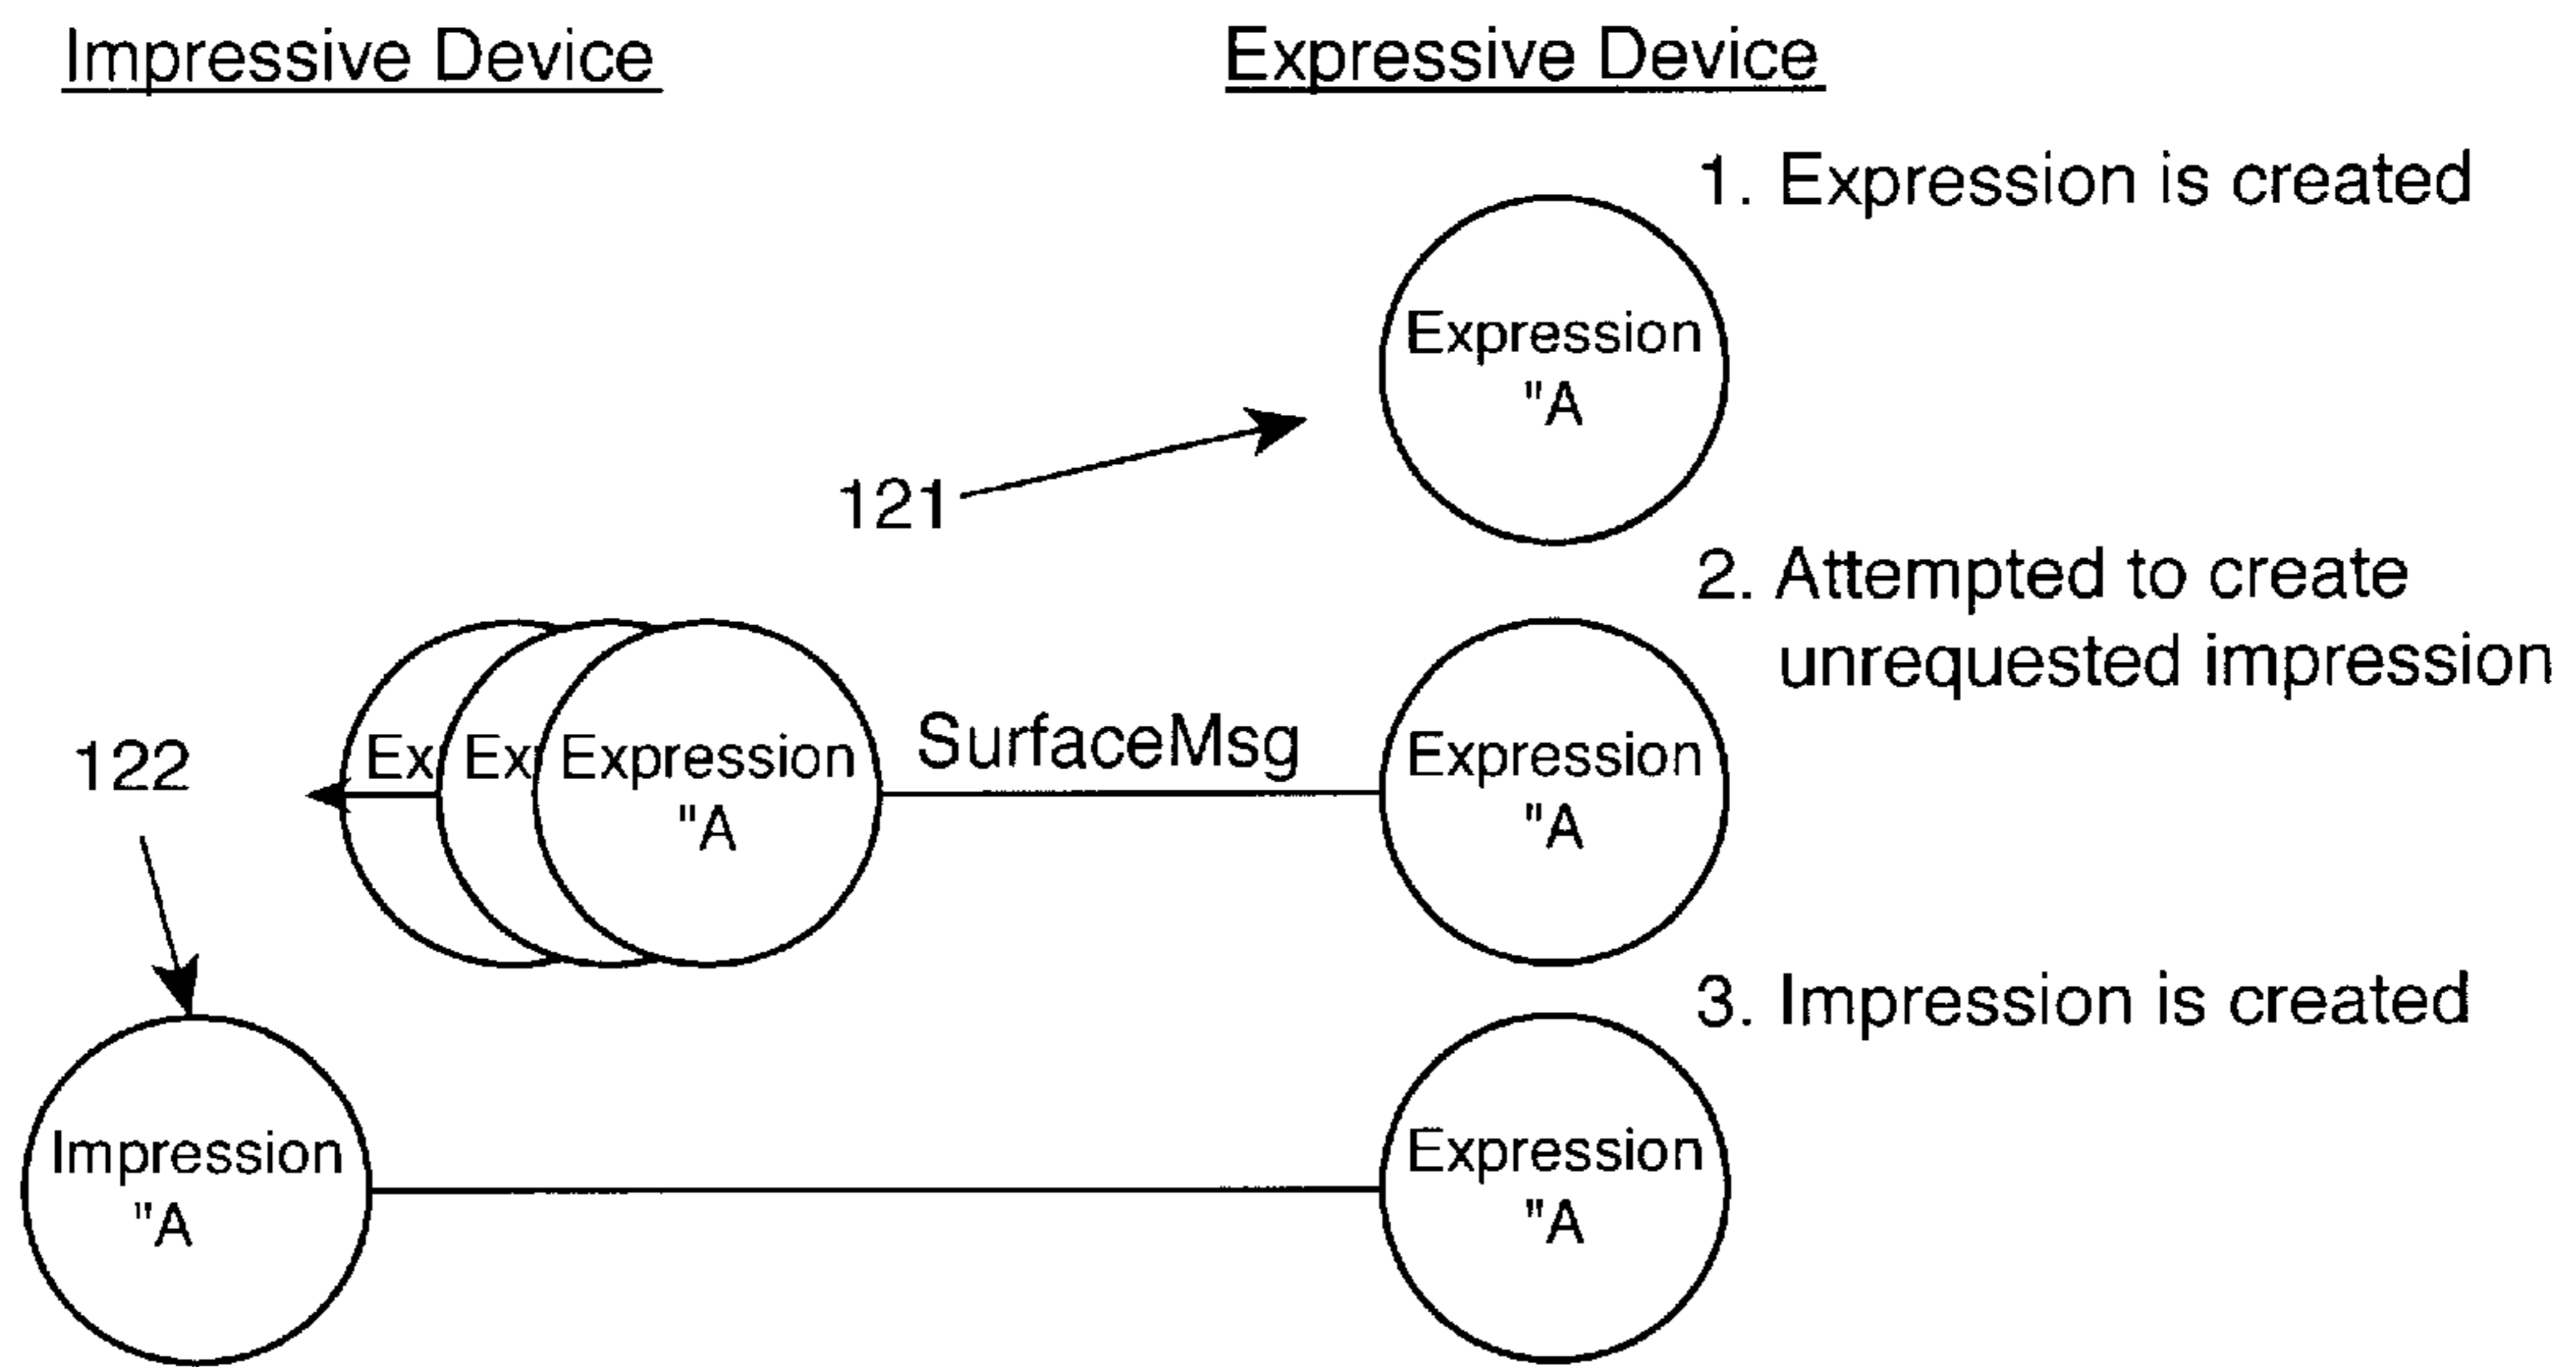 Impressive Device
Expressive Device
1. Expression is created
Expression
"A
121
2. Attempted to create
unrequested impression
122
Ex Ex Expression
"A
SurfaceMsg
Expression
"A
3. Impression is created
Impression
"A
Expression
"A